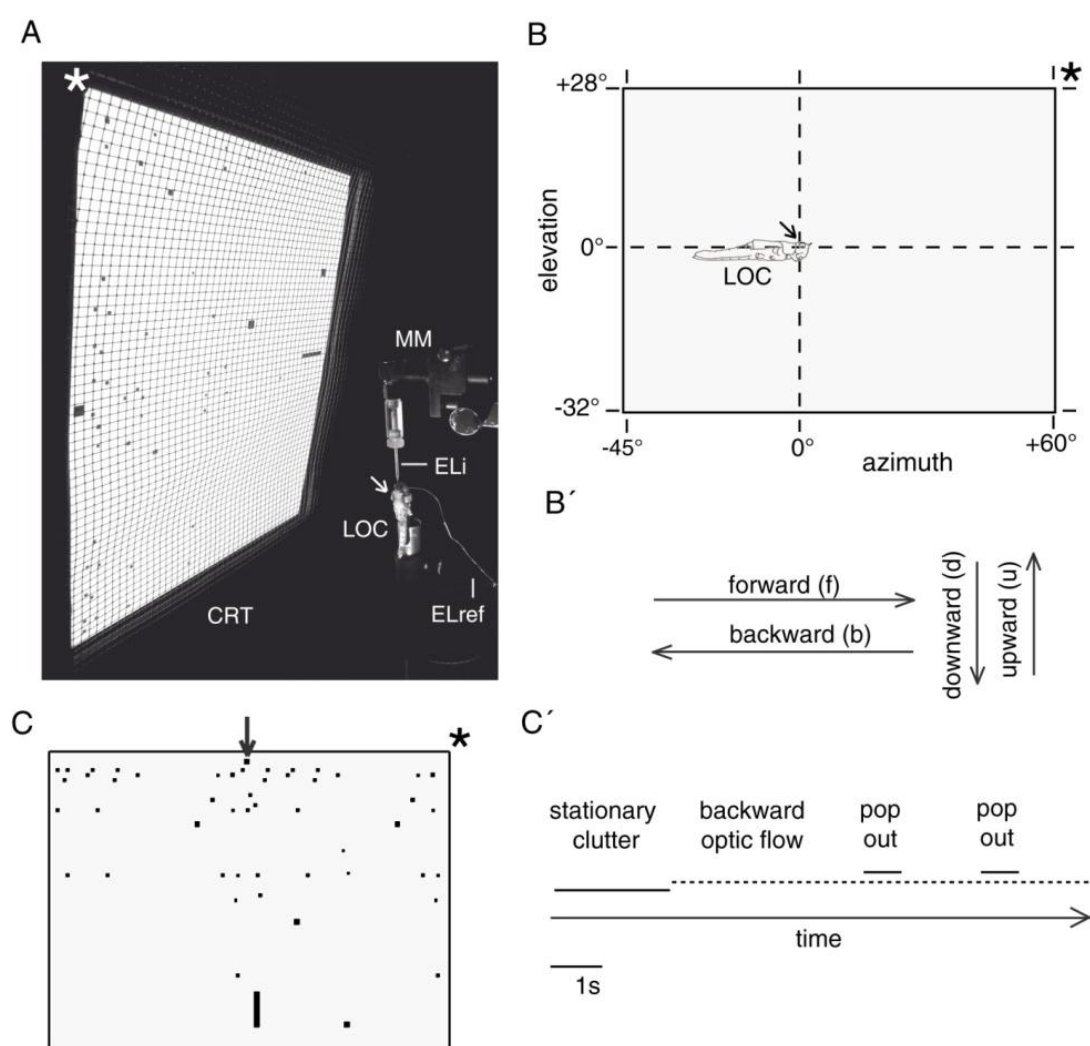 A
*
MM
ELi
LOC
CRT
ELref
B
*
+28°
elevation
0°
LOC
-32°
-45°
0°
+60°
azimuth
B´
forward (f)
backward (b)
downward (d)
upward (u)
C
*
C´
stationary
clutter
backward
optic flow
pop
out
pop
out
time
1s